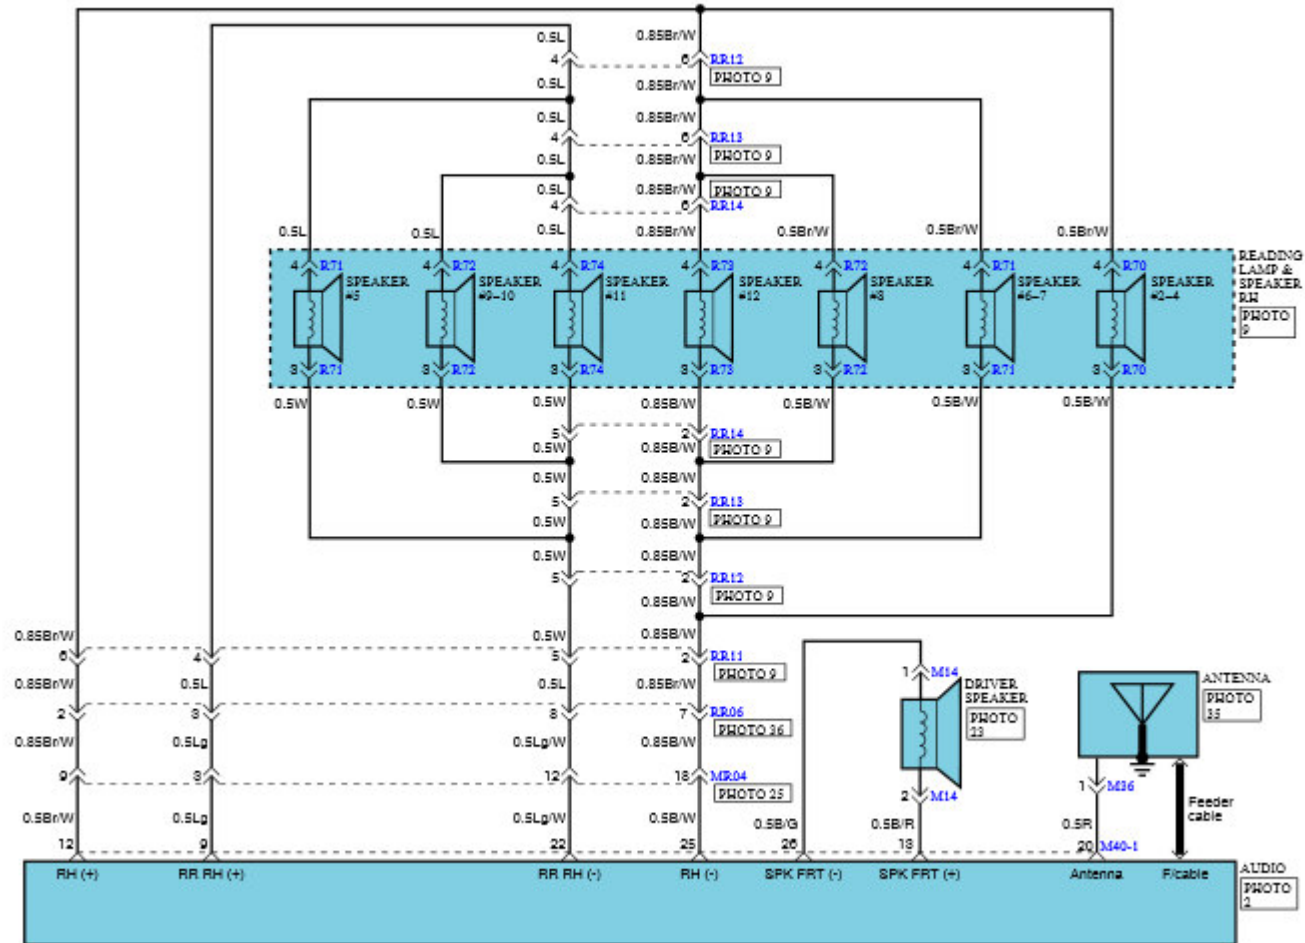 0.5L 0.85Br/W
4 6 RR12
PHOTO 9
0.5L 0.85Br/W
0.5L 0.85Br/W
4 6 RR13
PHOTO 9
0.5L 0.85Br/W
0.5L 0.85Br/W PHOTO 9
4 6 RR14
0.5L 0.5L 0.5L 0.85Br/W 0.5Br/W 0.5Br/W 0.5Br/W
4 R71 4 R72 4 R74 4 R73 4 R72 4 R71 4 R70
SPEAKER #5
SPEAKER #9-10
SPEAKER #11
SPEAKER #12
SPEAKER #8
SPEAKER #6-7
SPEAKER #2-4
READING
LAMP &
SPEAKER
RH
PHOTO
9
3 R71 3 R72 3 R74 3 R73 3 R72 3 R71 3 R70
0.5W 0.5W 0.5W 0.85B/W 0.5B/W 0.5B/W 0.5B/W
5 2 RR14
0.5W 0.85B/W PHOTO 9
0.5W 0.85B/W
5 2 RR13
0.5W 0.85B/W PHOTO 9
0.5W 0.85B/W
5 2 RR12
0.85B/W PHOTO 9
0.85Br/W 0.5W 0.85B/W
6 4 5 2 RR11
PHOTO 9
0.85Br/W 0.5L 0.5L 0.85Br/W
2 3 8 7 RR06
PHOTO 36
0.85Br/W 0.5Lg 0.5Lg/W 0.85B/W
9 3 12 18 MR04
PHOTO 25
0.5Br/W 0.5Lg 0.5Lg/W 0.5B/W
12 9 22 25
1 M14
DRIVER
SPEAKER
PHOTO
23
2 M14
0.5B/G 0.5B/R
26 13
ANTENNA
PHOTO
35
1 M36
Feeder
cable
0.5R
20 M40-1
RH (+) RR RH (+) RR RH (-) RH (-) SPK FRT (-) SPK FRT (+) Antenna F/cable
AUDIO
PHOTO
2